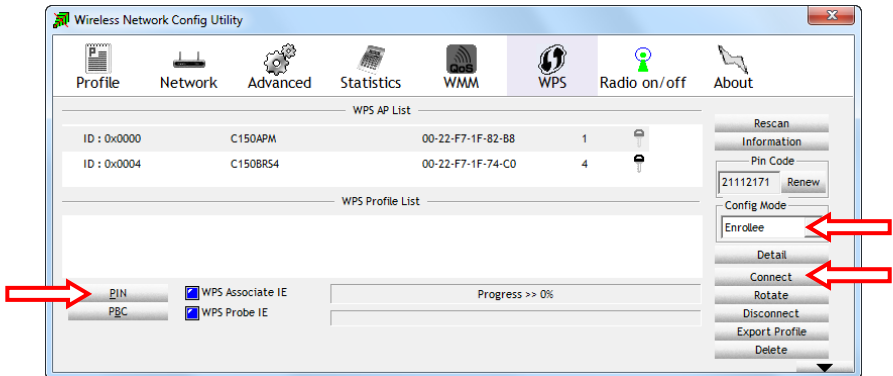 Wireless Network Config Utility
Profile Network Advanced Statistics WMM WPS Radio on/off About
QoS
WPS AP List
ID : 0x0000 C150APM 00-22-F7-1F-82-B8 1
ID : 0x0004 C150BRS4 00-22-F7-1F-74-C0 4
WPS Profile List
Rescan
Information
Pin Code
21112171 Renew
Config Mode
Enrollee
Detail
Connect
Rotate
Disconnect
Export Profile
Delete
PIN WPS Associate IE Progress >> 0%
PBC WPS Probe IE